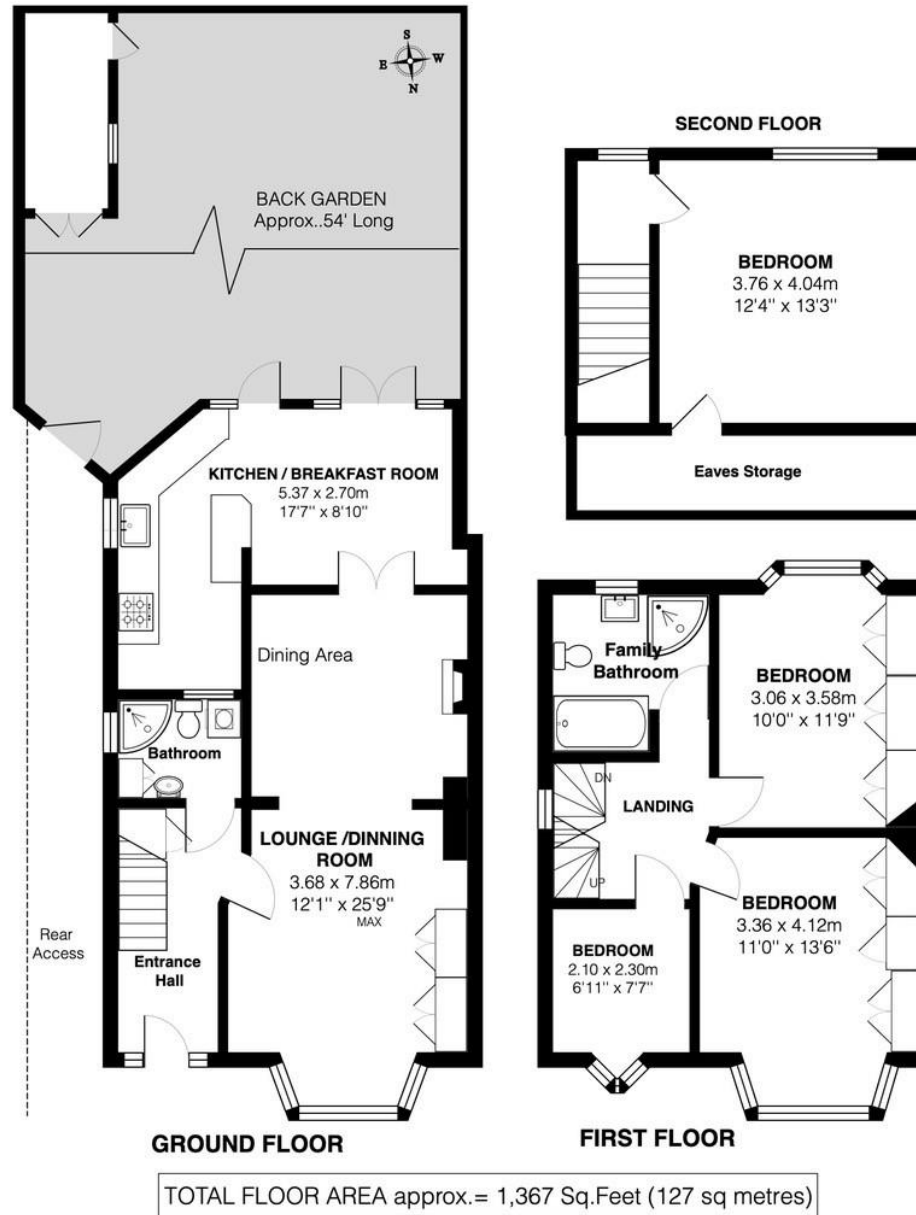 S
E W
N
BACK GARDEN
Approx..54' Long
KITCHEN / BREAKFAST ROOM
5.37 x 2.70m
17'7" x 8'10"
Dining Area
Bathroom
LOUNGE /DINNING
ROOM
3.68 x 7.86m
12'1" x 25'9"
MAX
Rear
Access
Entrance
Hall
GROUND FLOOR
SECOND FLOOR
BEDROOM
3.76 x 4.04m
12'4" x 13'3"
Eaves Storage
Family
Bathroom
BEDROOM
3.06 x 3.58m
10'0" x 11'9"
DN
LANDING
UP
BEDROOM
3.36 x 4.12m
11'0" x 13'6"
BEDROOM
2.10 x 2.30m
6'11" x 7'7"
FIRST FLOOR
TOTAL FLOOR AREA approx.= 1,367 Sq.Feet (127 sq metres)